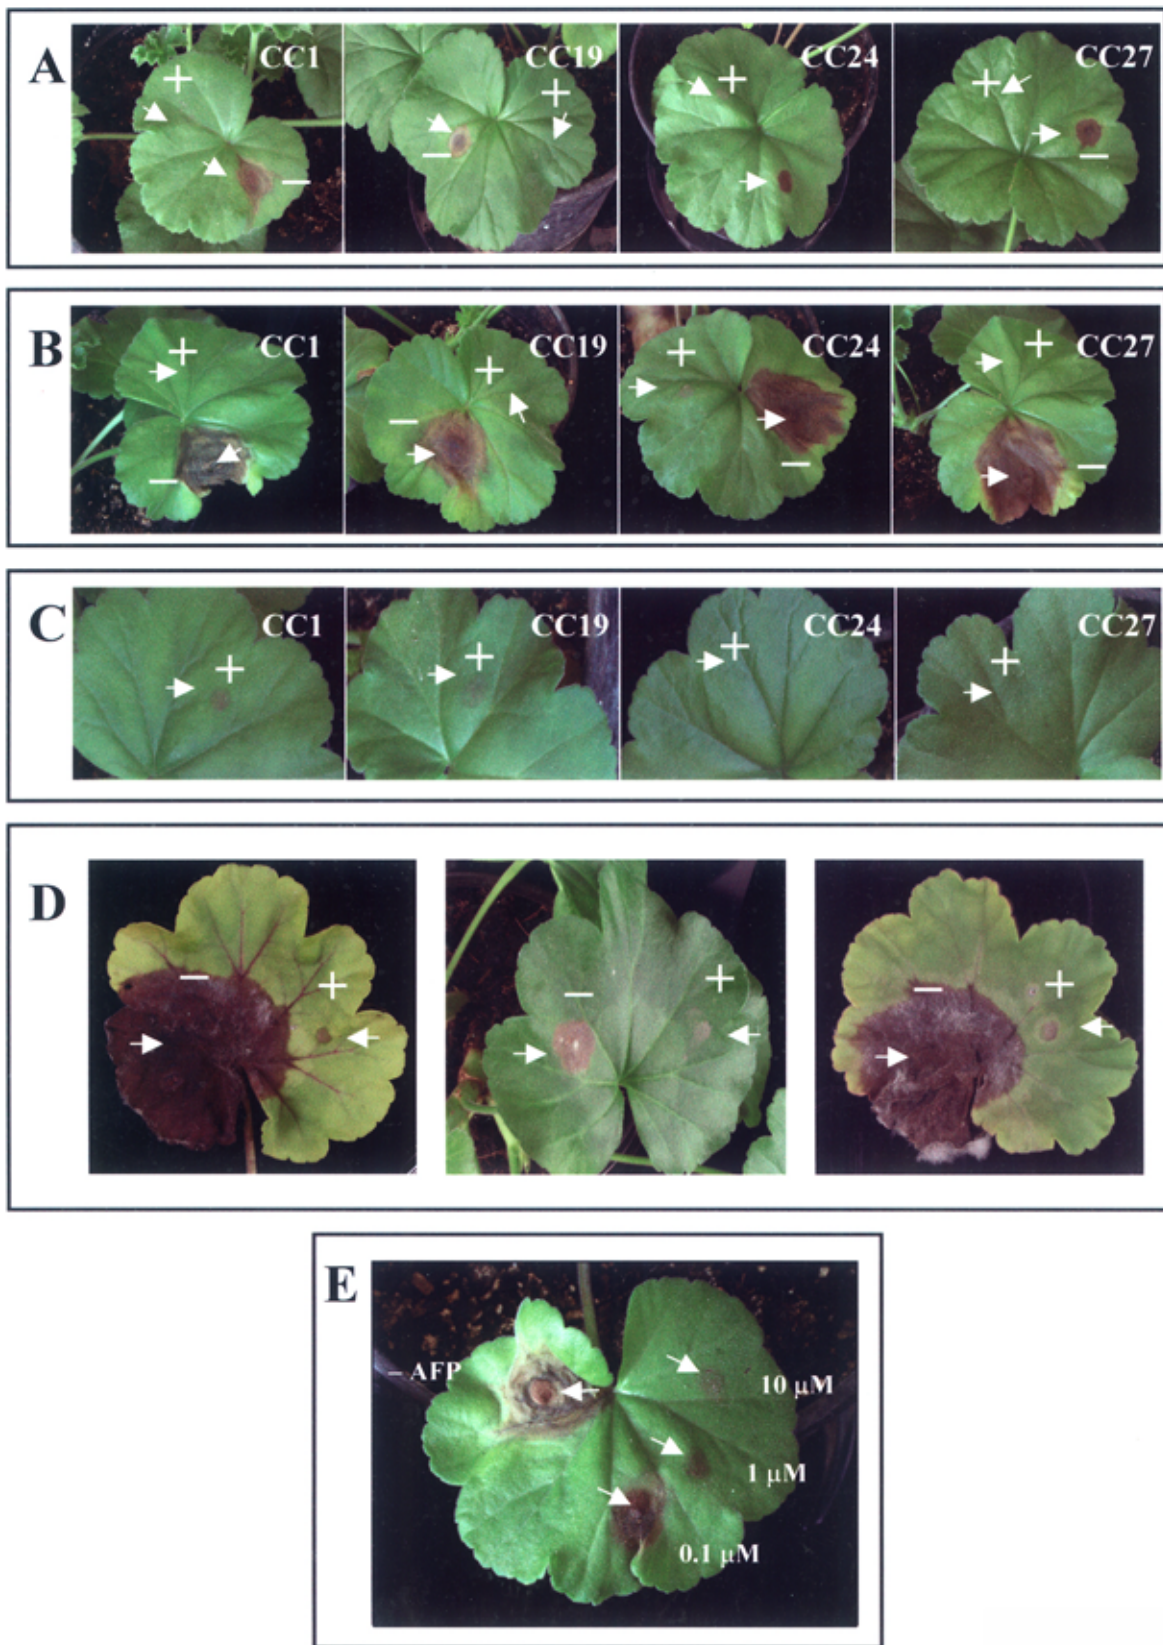 A
CC1
CC19
CC24
CC27
+
+
+
+
–
–
–
–
B
CC1
CC19
CC24
CC27
+
+
+
+
–
–
–
–
C
CC1
CC19
CC24
CC27
+
+
+
+
D
–
+
–
+
–
+
E
– AFP
10 μM
1 μM
0.1 μM